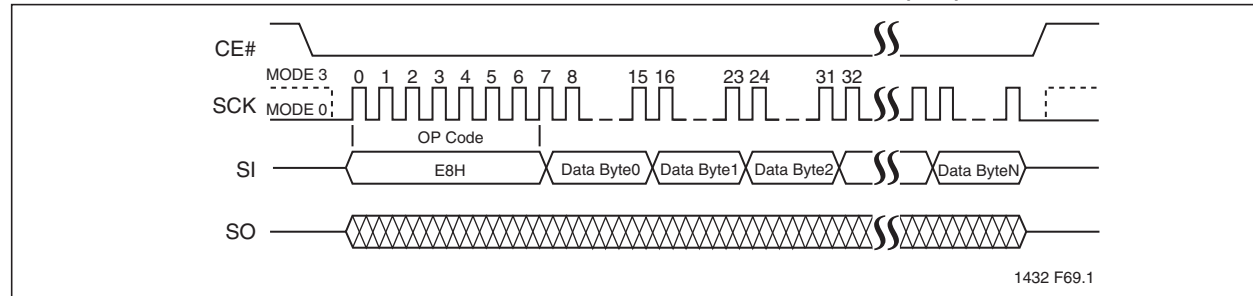 CE#
MODE 3 0 1 2 3 4 5 6 7 8 15 16 23 24 31 32
SCK MODE 0
OP Code
SI E8H Data Byte0 Data Byte1 Data Byte2 Data ByteN
SO
1432 F69.1